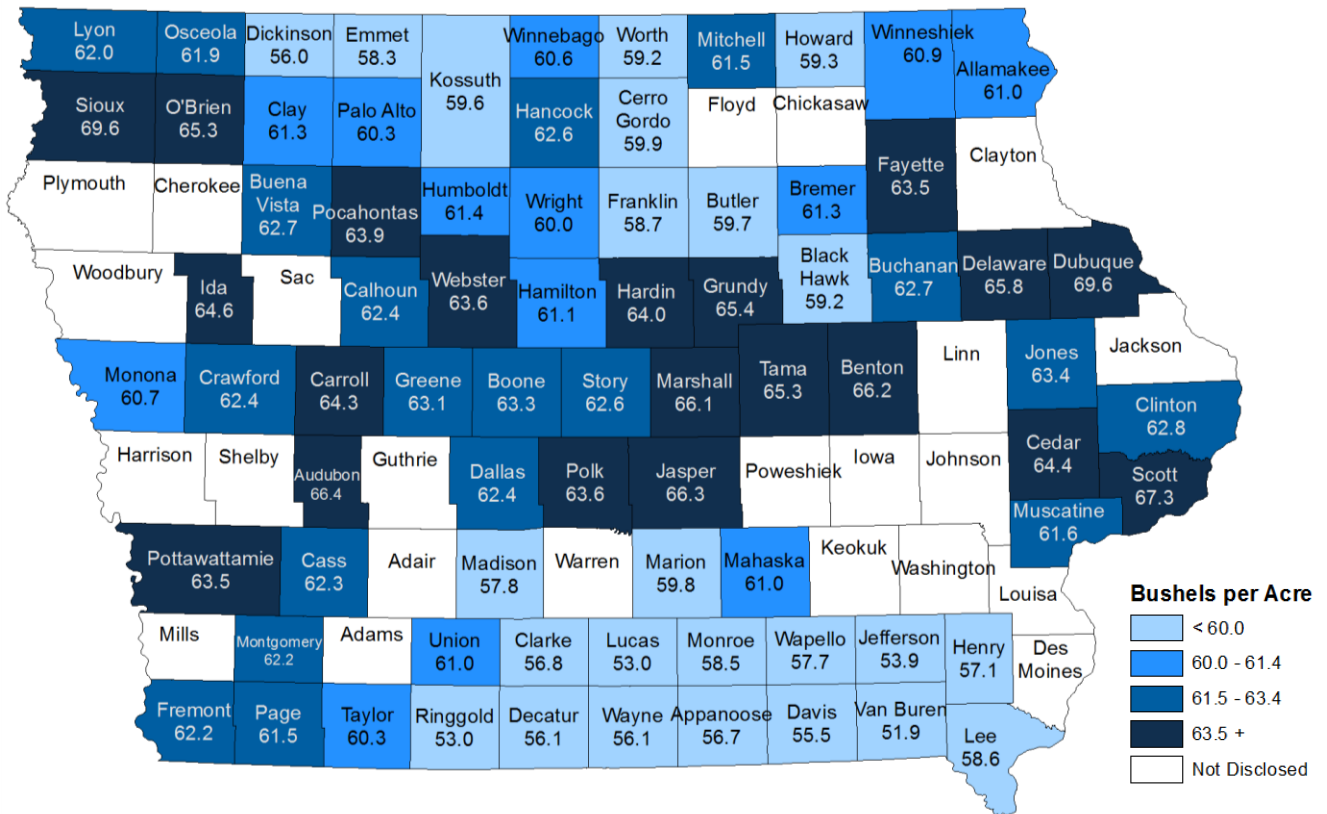 Lyon
62.0
Osceola
61.9
Dickinson
56.0
Emmet
58.3
Kossuth
59.6
Winnebago
60.6
Worth
59.2
Mitchell
61.5
Howard
59.3
Winneshiek
60.9
Allamakee
61.0
Sioux
69.6
O'Brien
65.3
Clay
61.3
Palo Alto
60.3
Hancock
62.6
Cerro
Gordo
59.9
Floyd
Chickasaw
Fayette
63.5
Clayton
Plymouth
Cherokee
Buena
Vista
62.7
Pocahontas
63.9
Humboldt
61.4
Wright
60.0
Franklin
58.7
Butler
59.7
Bremer
61.3
Woodbury
Ida
64.6
Sac
Calhoun
62.4
Webster
63.6
Hamilton
61.1
Hardin
64.0
Grundy
65.4
Black
Hawk
59.2
Buchanan
62.7
Delaware
65.8
Dubuque
69.6
Monona
60.7
Crawford
62.4
Carroll
64.3
Greene
63.1
Boone
63.3
Story
62.6
Marshall
66.1
Tama
65.3
Benton
66.2
Linn
Jones
63.4
Jackson
Clinton
62.8
Harrison
Shelby
Audubon
66.4
Guthrie
Dallas
62.4
Polk
63.6
Jasper
66.3
Poweshiek
Iowa
Johnson
Cedar
64.4
Scott
67.3
Muscatine
61.6
Pottawattamie
63.5
Cass
62.3
Adair
Madison
57.8
Warren
Marion
59.8
Mahaska
61.0
Keokuk
Washington
Louisa
Mills
Montgomery
62.2
Adams
Union
61.0
Clarke
56.8
Lucas
53.0
Monroe
58.5
Wapello
57.7
Jefferson
53.9
Henry
57.1
Des
Moines
Fremont
62.2
Page
61.5
Taylor
60.3
Ringgold
53.0
Decatur
56.1
Wayne
56.1
Appanoose
56.7
Davis
55.5
Van Buren
51.9
Lee
58.6
Bushels per Acre
< 60.0
60.0 - 61.4
61.5 - 63.4
63.5 +
Not Disclosed